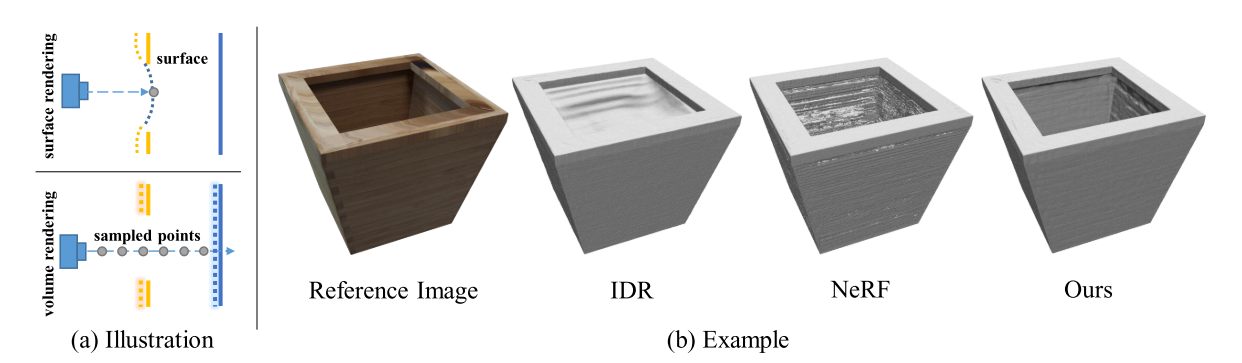 surface rendering
surface
volume rendering
sampled points
(a) Illustration
Reference Image
IDR
NeRF
Ours
(b) Example